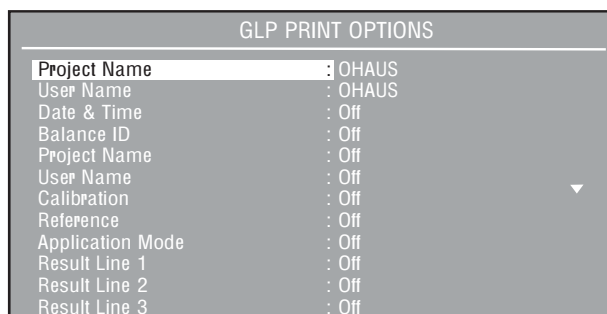 GLP PRINT OPTIONS
Project Name : OHAUS
User Name : OHAUS
Date & Time : Off
Balance ID : Off
Project Name : Off
User Name : Off
Calibration : Off
Reference : Off
Application Mode : Off
Result Line 1 : Off
Result Line 2 : Off
Result Line 3 : Off